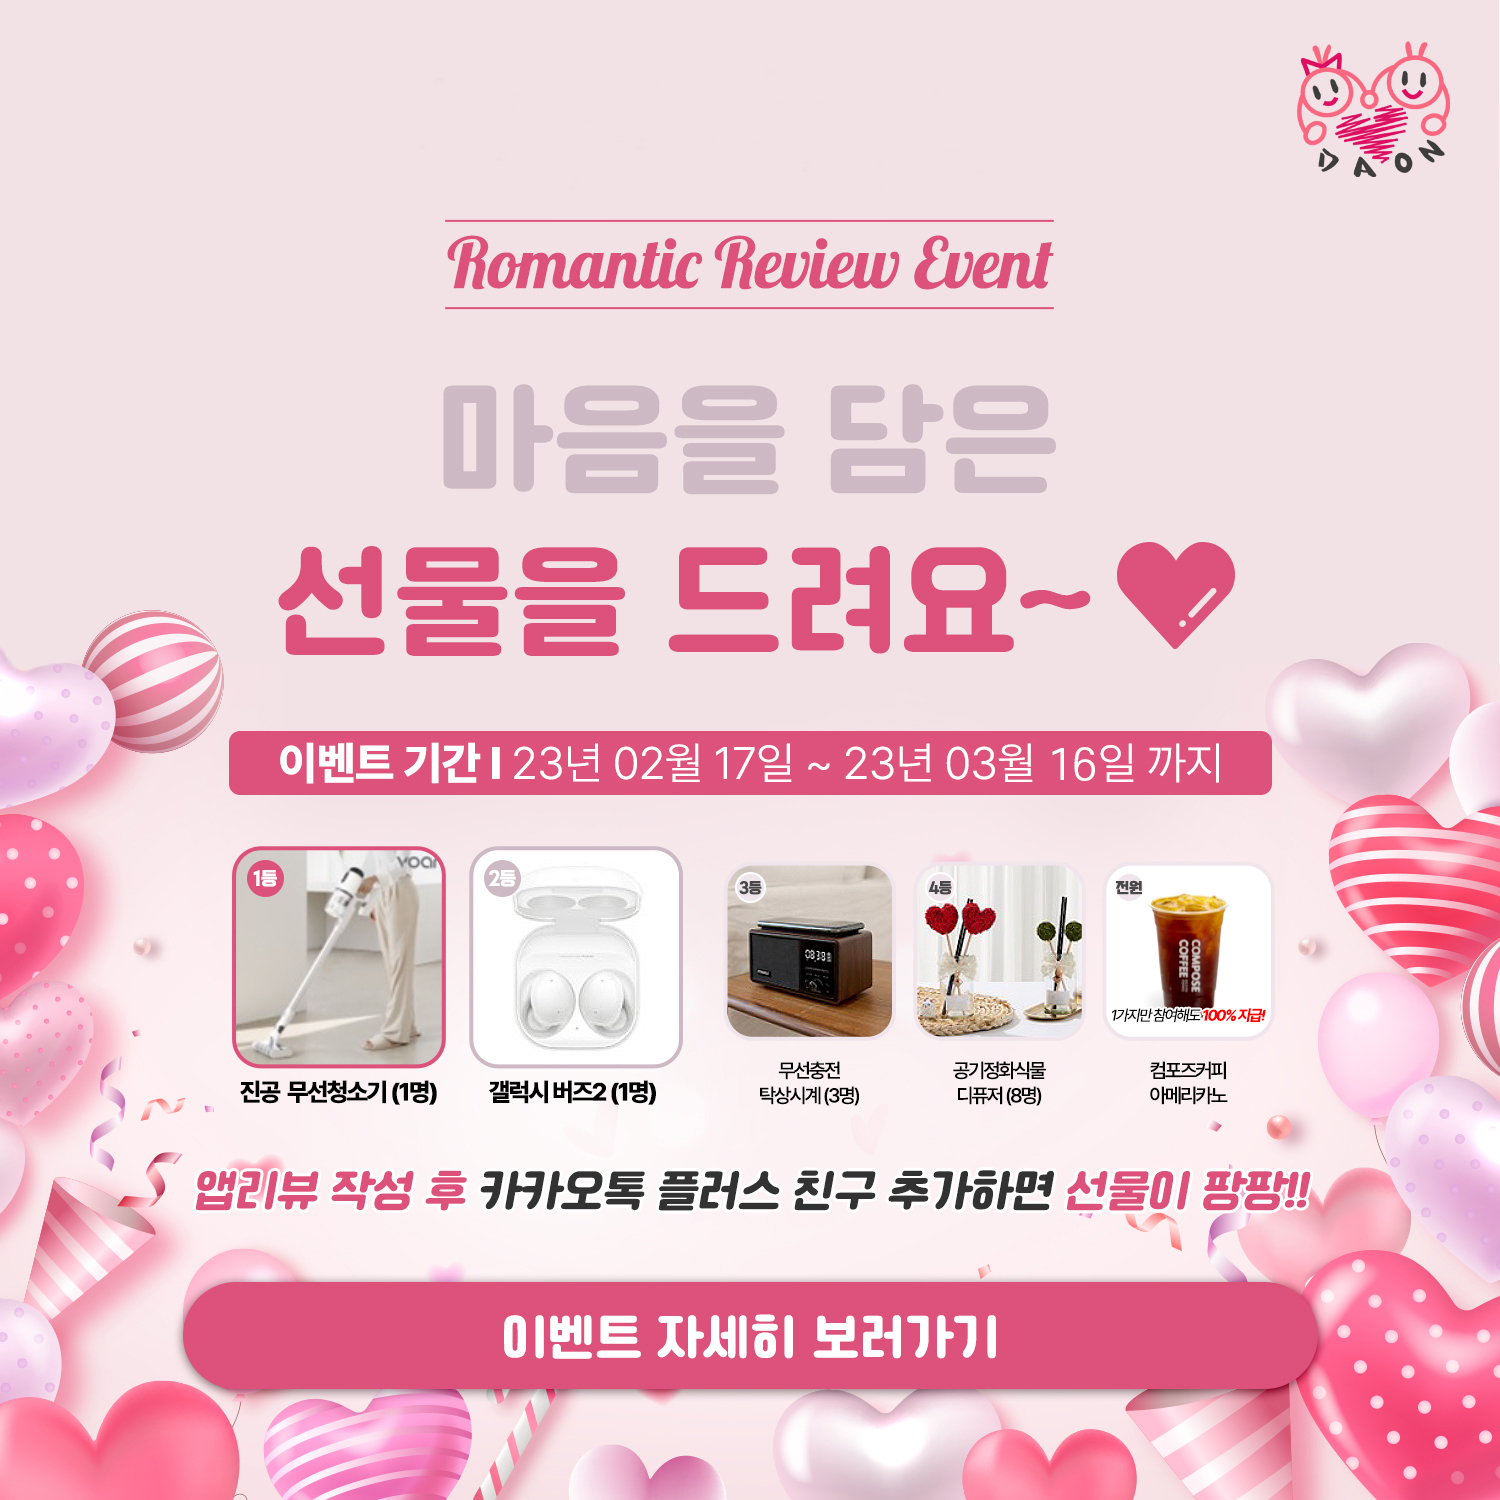 DAON
Romantic Review Event
마음을 담은
선물을 드려요~
이벤트 기간 I 23년 02월 17일 ~ 23년 03월 16일 까지
1등
voar
2등
3등
08:38
4등
전원
COMPOSE
COFFEE
1가지만 참여해도 100% 지급!
진공 무선청소기 (1명)
갤럭시 버즈2 (1명)
무선충전
탁상시계 (3명)
공기정화식물
디퓨저 (8명)
컴포즈커피
아메리카노
앱리뷰 작성 후 카카오톡 플러스 친구 추가하면 선물이 팡팡!!
이벤트 자세히 보러가기